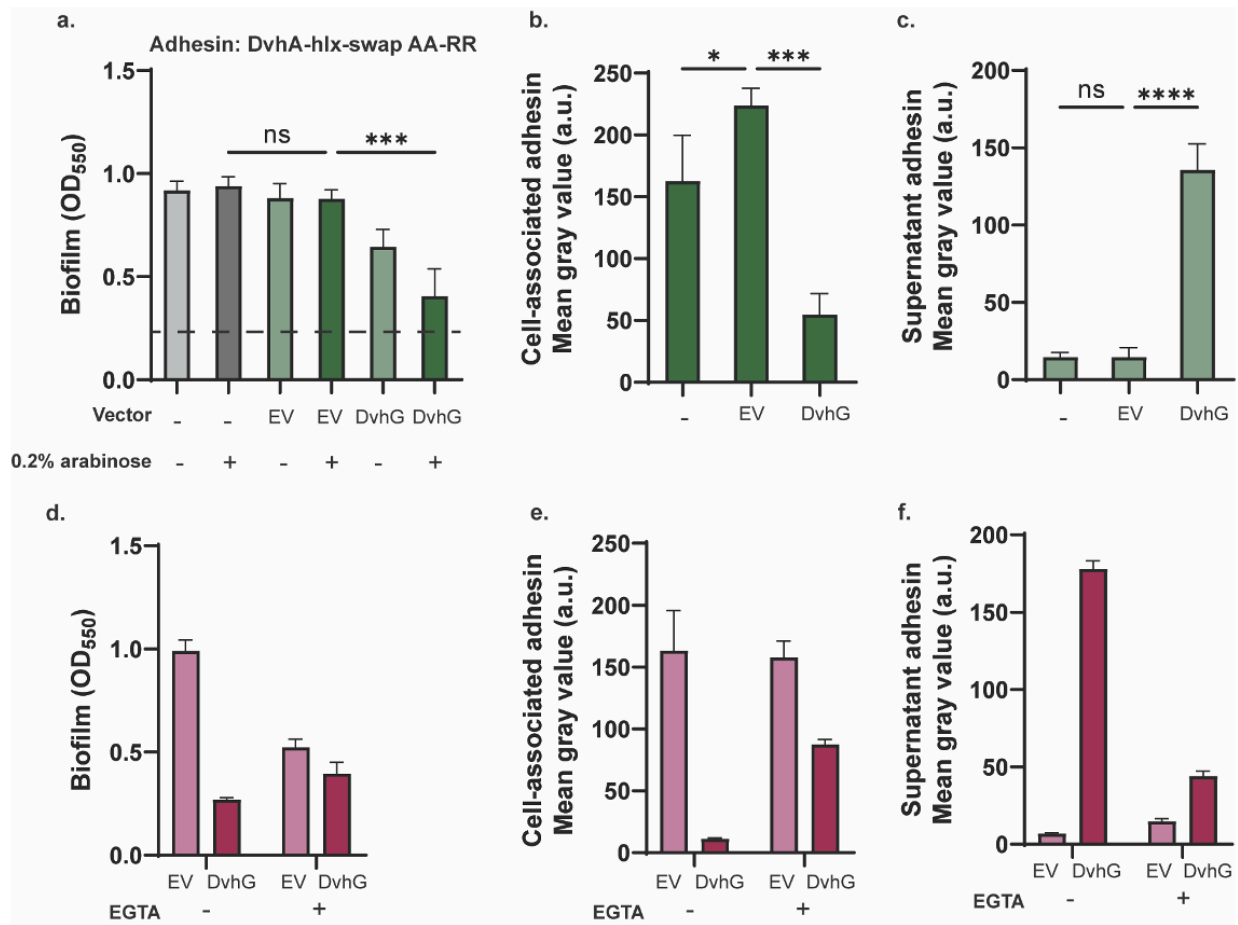 a.
Adhesin: DvhA-hlx-swap AA-RR
1.5
1.0
0.5
0.0
Biofilm (OD550)
ns
***
Vector - - EV EV DvhG DvhG
0.2% arabinose - + - + - +
b.
250
200
150
100
50
0
Cell-associated adhesin
Mean gray value (a.u.)
*
***
- EV DvhG
c.
200
150
100
50
0
Supernatant adhesin
Mean gray value (a.u.)
ns
****
- EV DvhG
d.
1.5
1.0
0.5
0.0
Biofilm (OD550)
EV DvhG EV DvhG
EGTA - +
e.
250
200
150
100
50
0
Cell-associated adhesin
Mean gray value (a.u.)
EV DvhG EV DvhG
EGTA - +
f.
200
150
100
50
0
Supernatant adhesin
Mean gray value (a.u.)
EV DvhG EV DvhG
EGTA - +